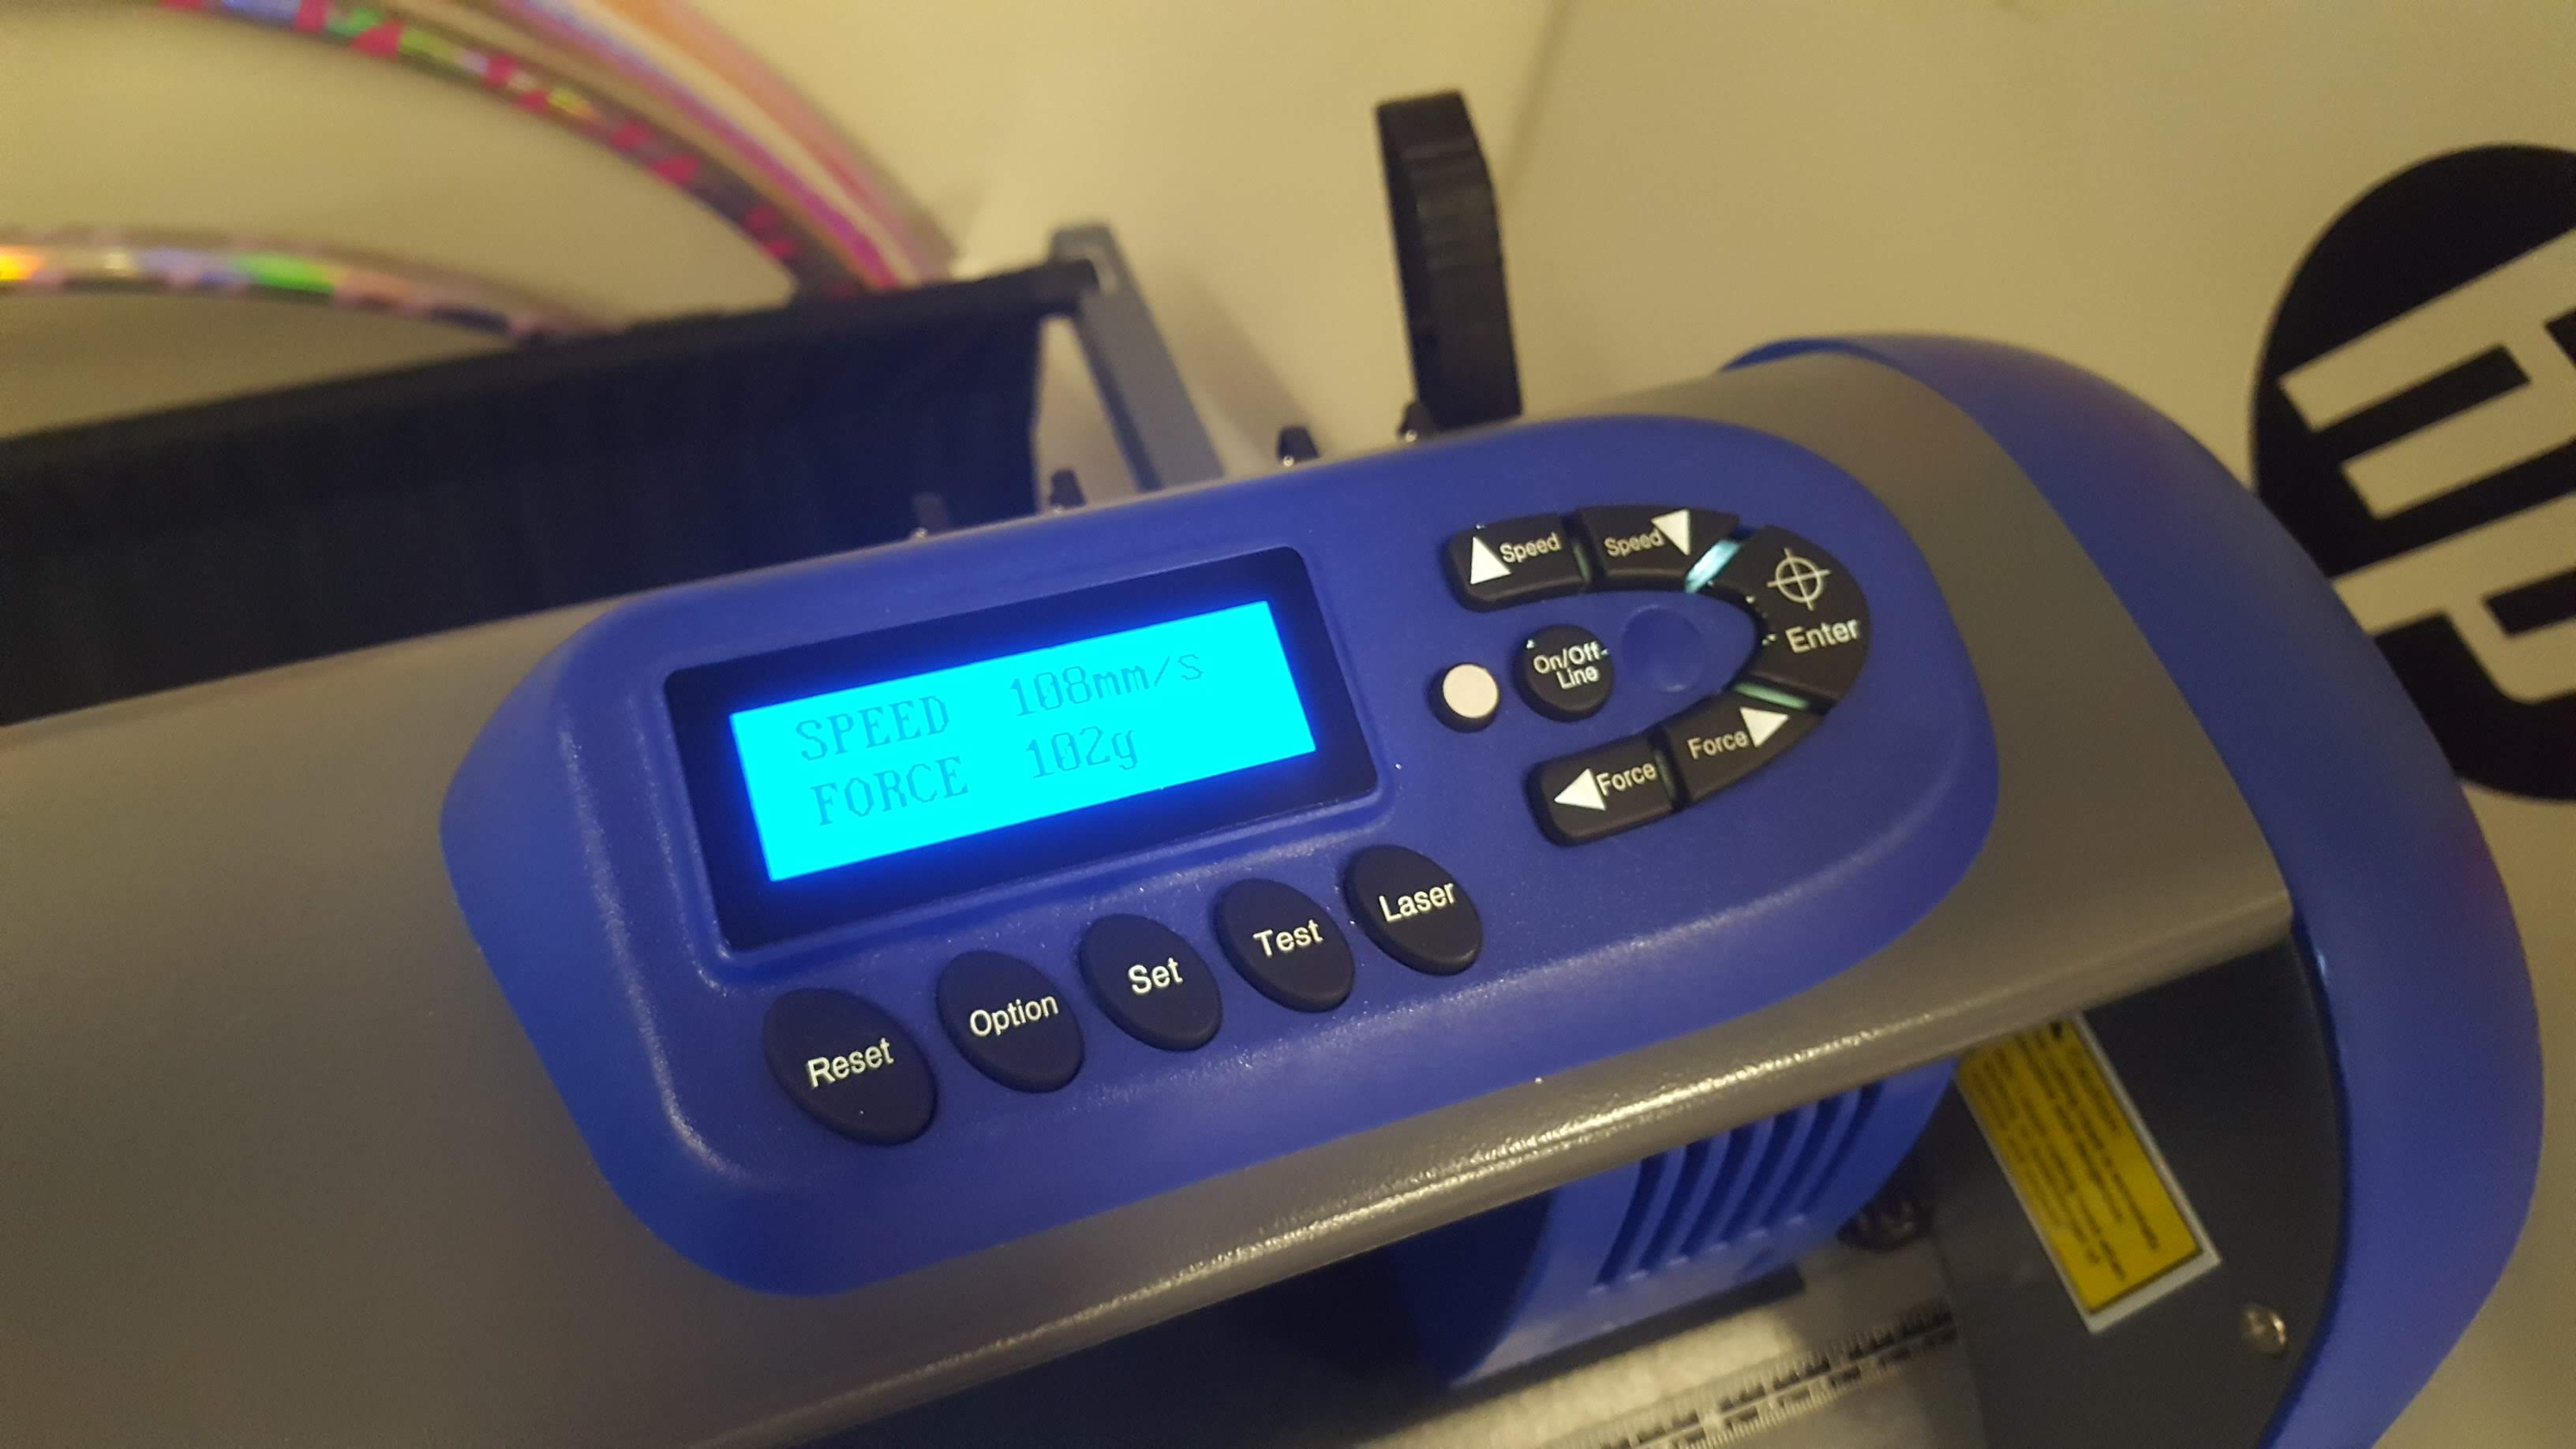 SPEED 108mm/s
FORCE 102g
Speed
Speed
Enter
On/Off
Line
Force
Force
Reset
Option
Set
Test
Laser